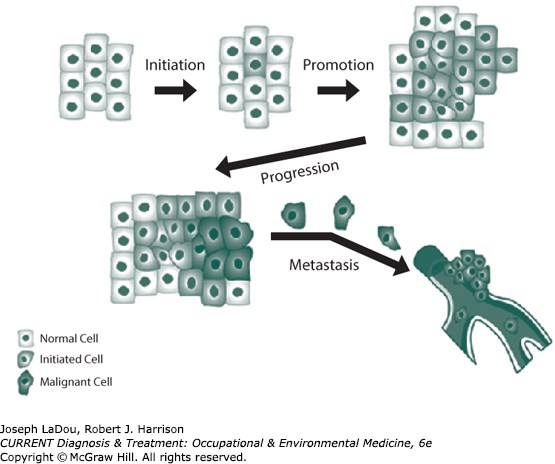 Initiation
Promotion
Progression
Metastasis
Normal Cell
Initiated Cell
Malignant Cell
Joseph LaDou, Robert J. Harrison
CURRENT Diagnosis & Treatment: Occupational & Environmental Medicine, 6e
Copyright © McGraw Hill. All rights reserved.